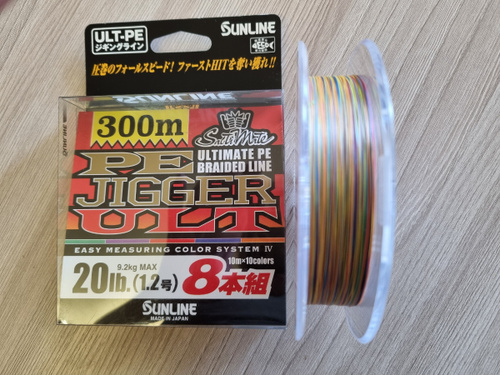 ULT-PE
ジギングライン
SUNLINE
圧巻のフォールスピード! ファーストHITを奪い獲れ!!
SUNLINE
300m
SaltiMate
ULTIMATE PE
BRAIDED LINE
PE
JIGGER
ULT
EASY MEASURING COLOR SYSTEM IV
10m×10colors
9.2kg MAX
20lb.(1.2号)
8本組
SUNLINE
MADE IN JAPAN